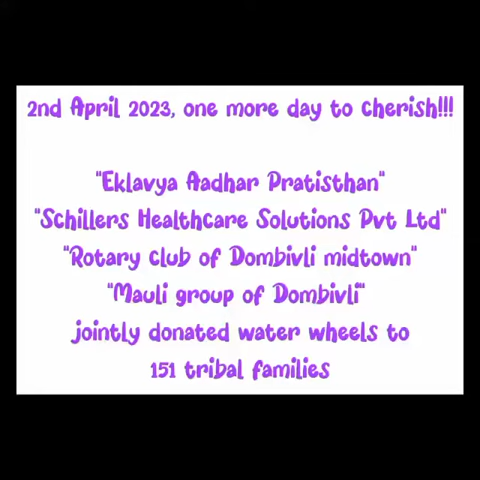 2nd April 2023, one more day to cherish!!!
"Eklavya Aadhar Pratisthan"
"Schillers Healthcare Solutions Pvt Ltd"
"Rotary club of Dombivli midtown"
"Mauli group of Dombivli"
jointly donated water wheels to
151 tribal families